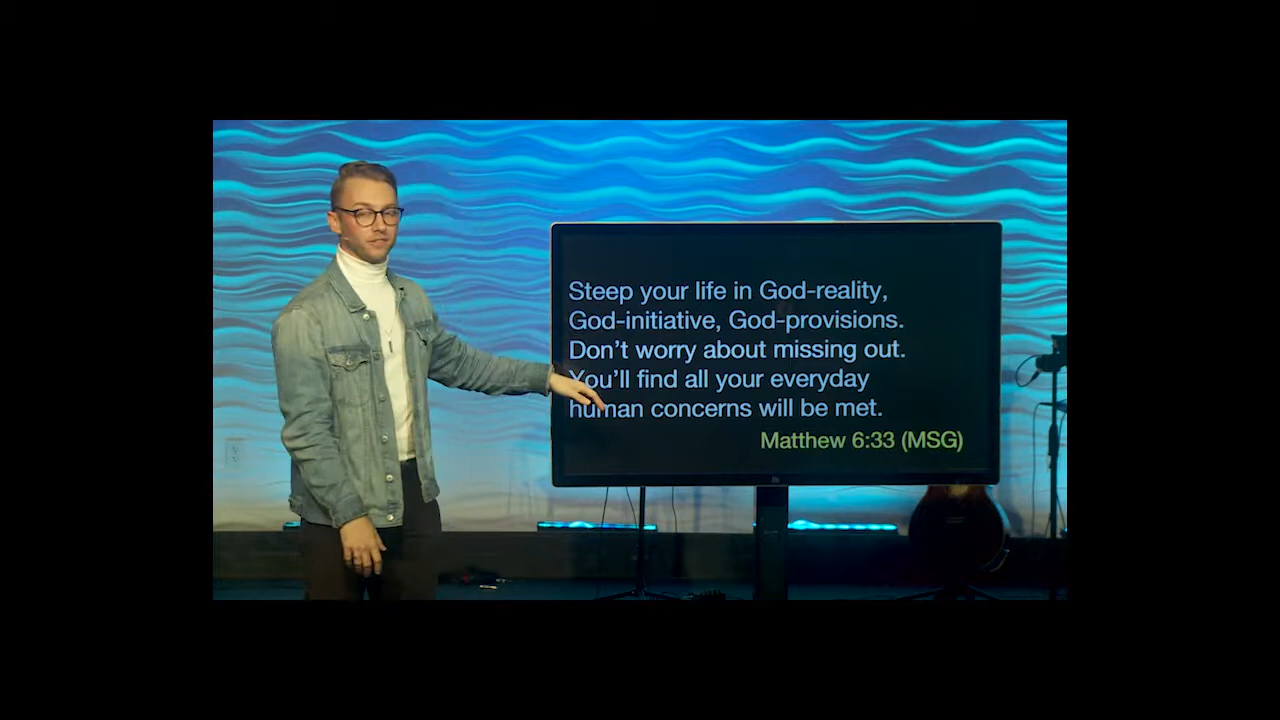 Steep your life in God-reality,
God-initiative, God-provisions.
Don’t worry about missing out.
You’ll find all your everyday
human concerns will be met.
Matthew 6:33 (MSG)